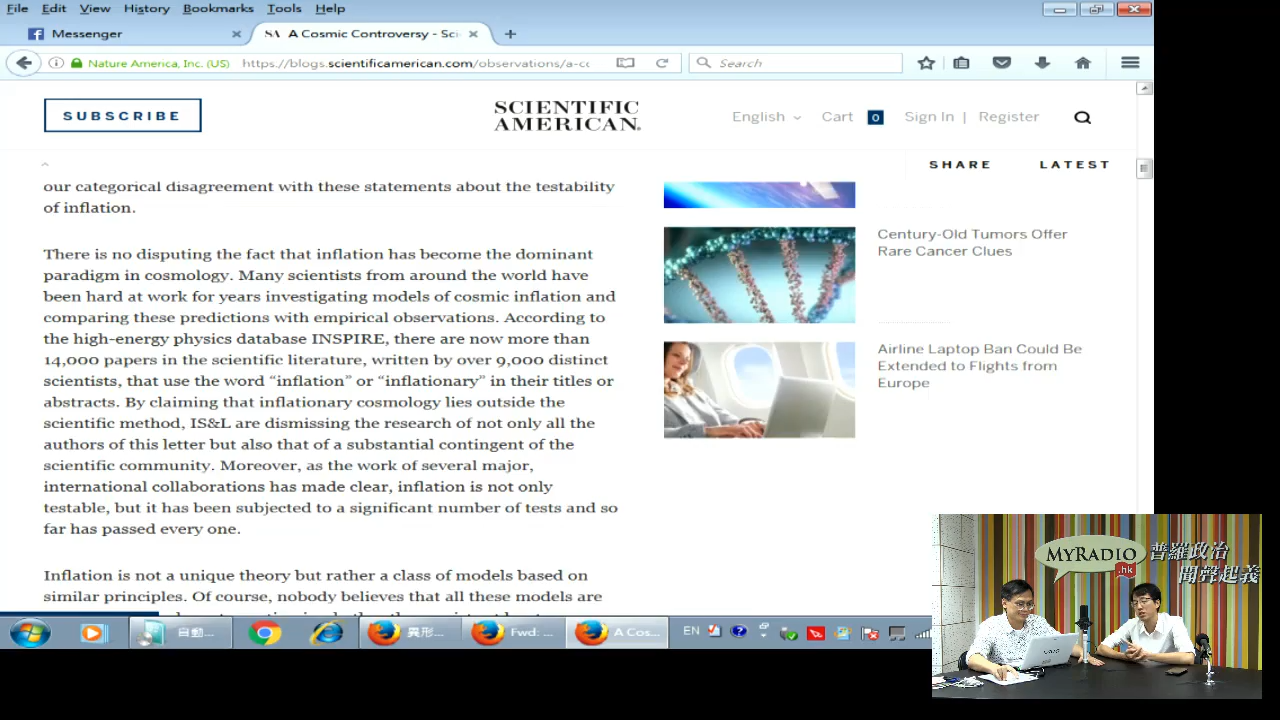 File Edit View History Bookmarks Tools Help
Messenger
SA A Cosmic Controversy - Sci
Nature America, Inc. (US) https://blogs.scientificamerican.com/observations/a-cc
Search
SUBSCRIBE
SCIENTIFIC
AMERICAN.
English Cart 0 Sign In | Register
SHARE LATEST
our categorical disagreement with these statements about the testability
of inflation.
There is no disputing the fact that inflation has become the dominant
paradigm in cosmology. Many scientists from around the world have
been hard at work for years investigating models of cosmic inflation and
comparing these predictions with empirical observations. According to
the high-energy physics database INSPIRE, there are now more than
14,000 papers in the scientific literature, written by over 9,000 distinct
scientists, that use the word “inflation” or “inflationary” in their titles or
abstracts. By claiming that inflationary cosmology lies outside the
scientific method, IS&L are dismissing the research of not only all the
authors of this letter but also that of a substantial contingent of the
scientific community. Moreover, as the work of several major,
international collaborations has made clear, inflation is not only
testable, but it has been subjected to a significant number of tests and so
far has passed every one.
Inflation is not a unique theory but rather a class of models based on
similar principles. Of course, nobody believes that all these models are
Century-Old Tumors Offer
Rare Cancer Clues
Airline Laptop Ban Could Be
Extended to Flights from
Europe
自動...
異形...
Fwd: ...
A Cos...
EN
MYRADIO
.hk
普羅政治
聞聲起義
VAIO